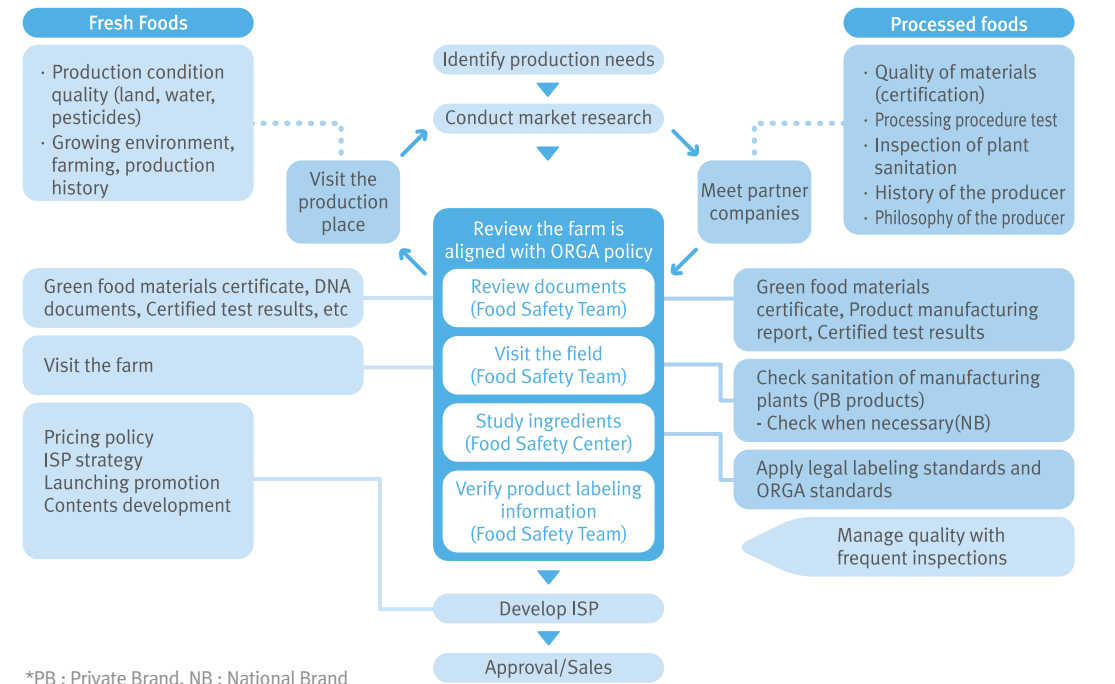 Fresh Foods
· Production condition
quality (land, water,
pesticides)
· Growing environment,
farming, production
history
Identify production needs
Conduct market research
Processed foods
· Quality of materials
(certification)
· Processing procedure test
· Inspection of plant
sanitation
· History of the producer
· Philosophy of the producer
Visit the
production
place
Meet partner
companies
Review the farm is
aligned with ORGA policy
Review documents
(Food Safety Team)
Visit the field
(Food Safety Team)
Study ingredients
(Food Safety Center)
Verify product labeling
information
(Food Safety Team)
Green food materials certificate, DNA
documents, Certified test results, etc
Visit the farm
Pricing policy
ISP strategy
Launching promotion
Contents development
Green food materials
certificate, Product manufacturing
report, Certified test results
Check sanitation of manufacturing
plants (PB products)
- Check when necessary(NB)
Apply legal labeling standards and
ORGA standards
Manage quality with
frequent inspections
Develop ISP
Approval/Sales
*PB : Private Brand, NB : National Brand